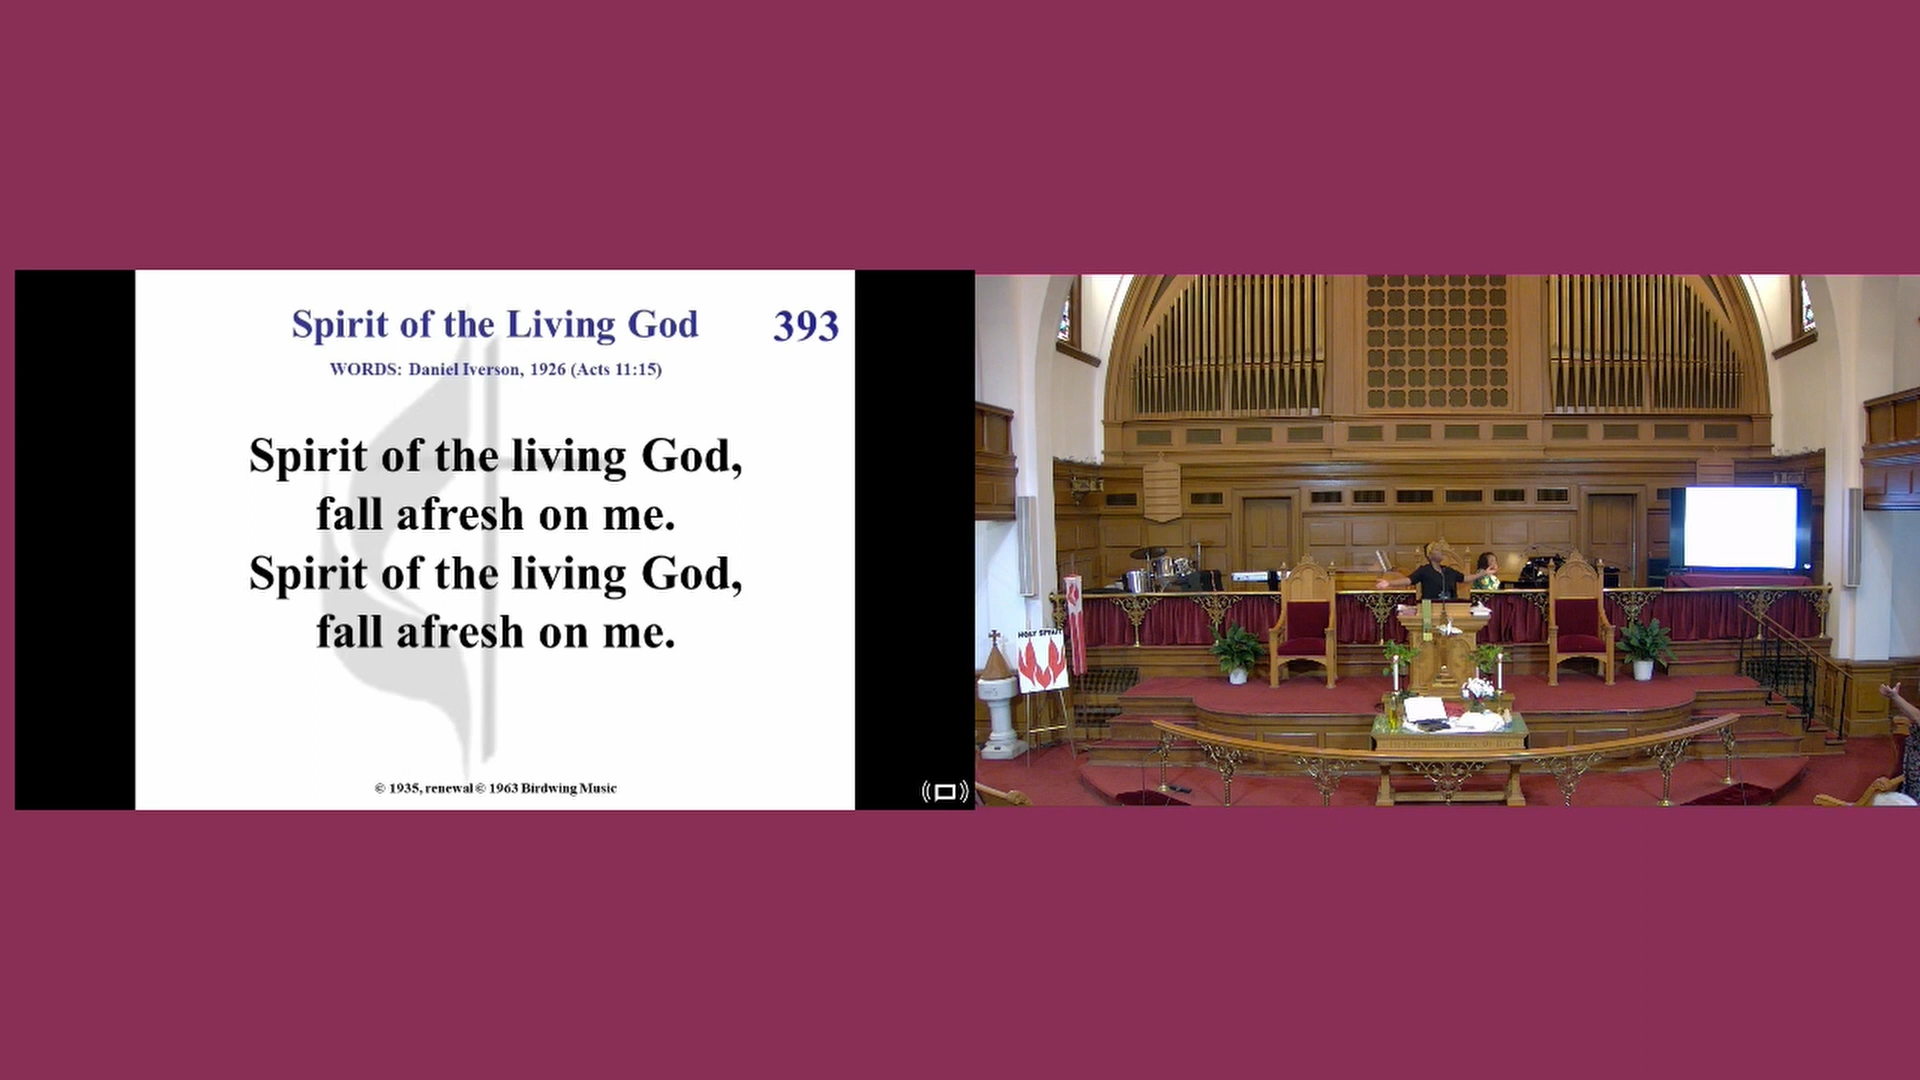 Spirit of the Living God
393
WORDS: Daniel Iverson, 1926 (Acts 11:15)
Spirit of the living God,
fall afresh on me.
Spirit of the living God,
fall afresh on me.
© 1935, renewal © 1963 Birdwing Music
HOLY SPIRIT